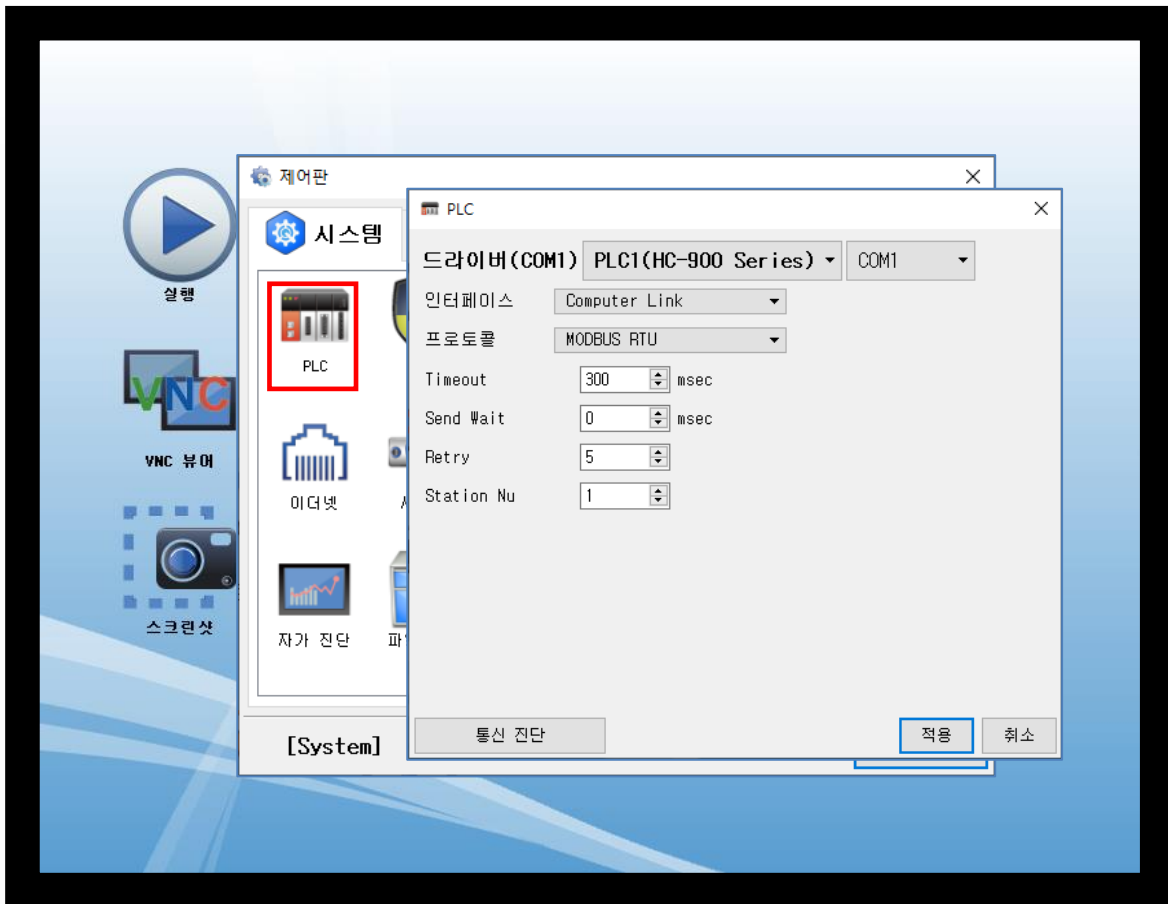 제어판
시스템
PLC
이더넷
자가 진단
[System]
실행
VNC
VNC 뷰어
스크린샷
PLC
드라이버(COM1) PLC1(HC-900 Series) COM1
인터페이스 Computer Link
프로토콜 MODBUS RTU
Timeout 300 msec
Send Wait 0 msec
Retry 5
Station Nu 1
통신 진단 적용 취소